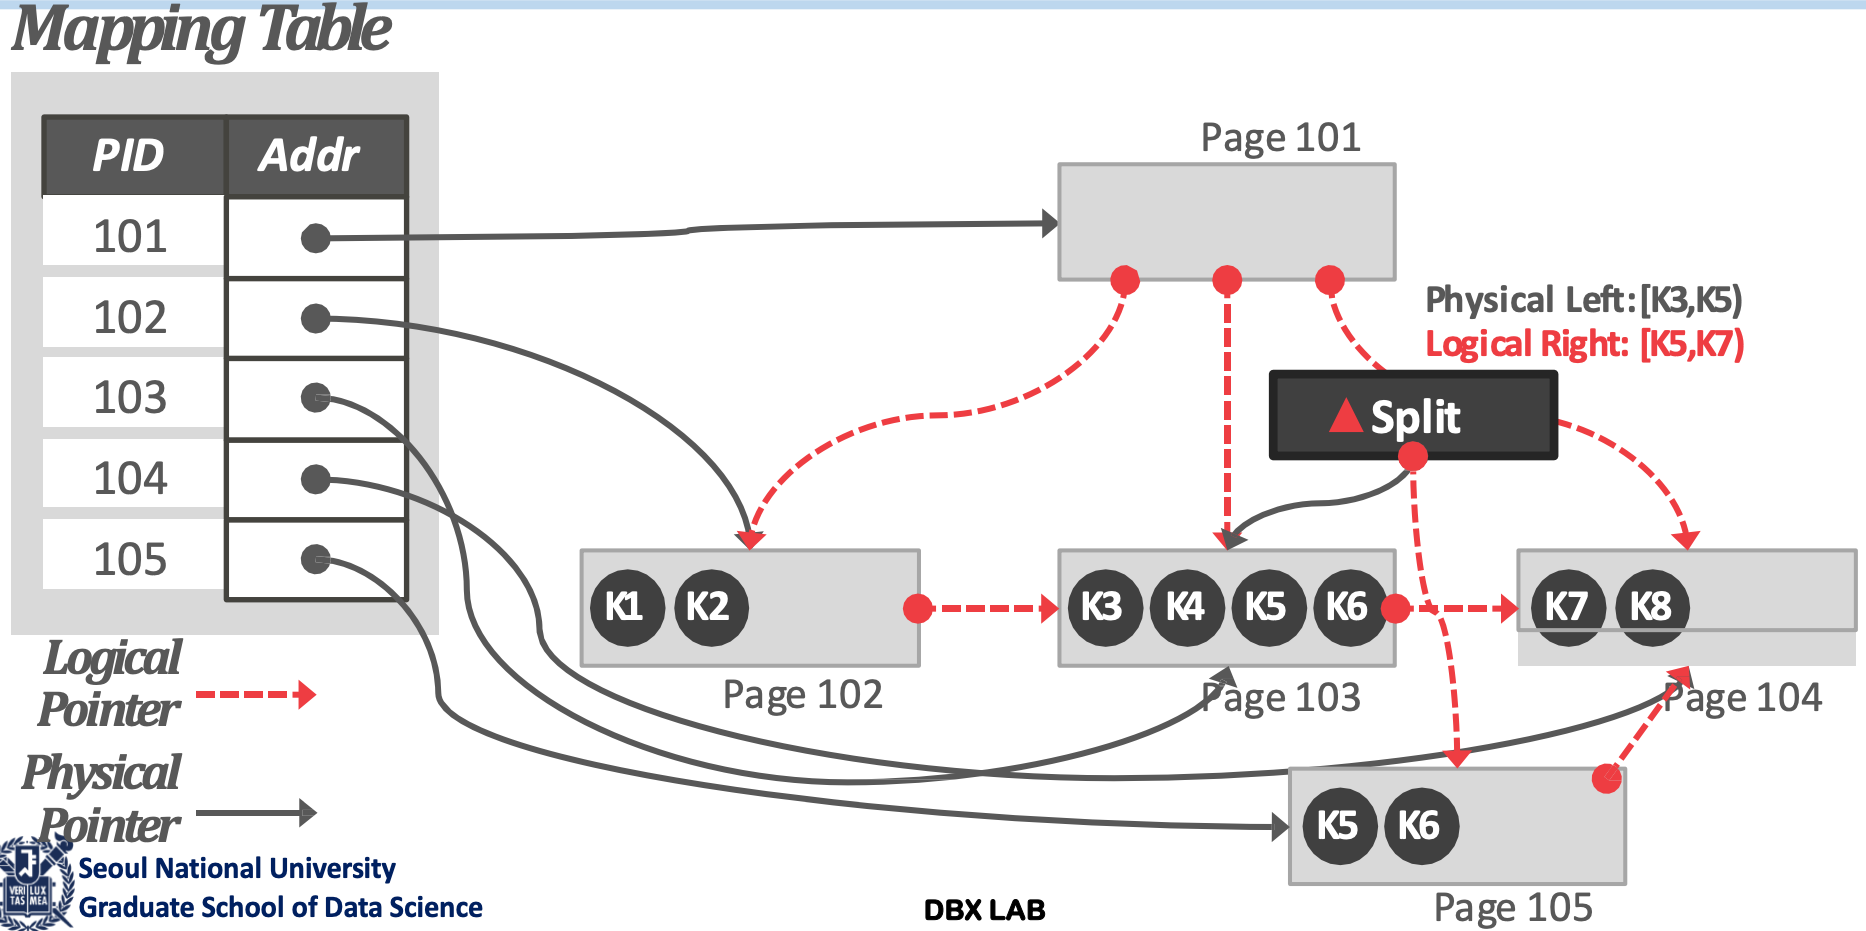 Mapping Table
PID Addr
101
102
103
104
105
Logical
Pointer
Physical
Pointer
Page 101
Physical Left:[K3,K5)
Logical Right: [K5,K7)
▲Split
K1 K2
K3 K4 K5 K6
K7 K8
Page 102
Page 103
Page 104
K5 K6
Page 105
VERI LUX
TAS MEA
Seoul National University
Graduate School of Data Science
DBX LAB